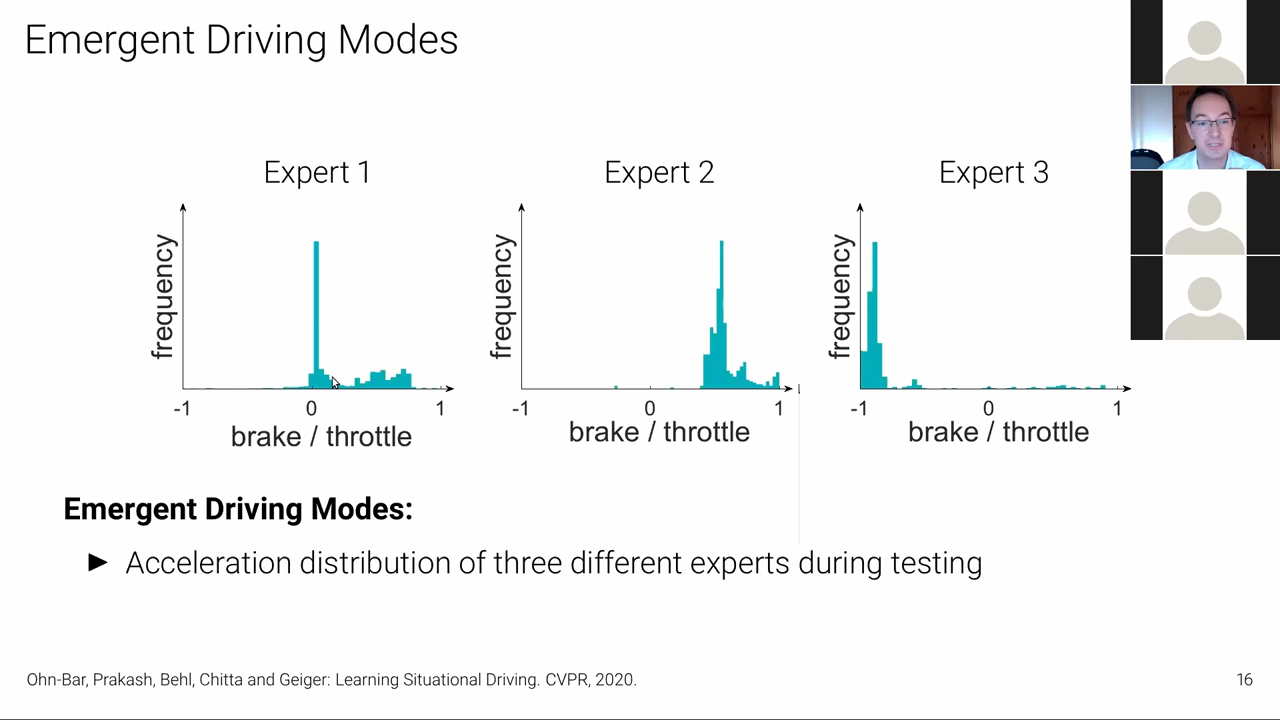 Emergent Driving Modes
Expert 1
Expert 2
Expert 3
frequency
frequency
frequency
-1 0 1
-1 0 1
-1 0 1
brake / throttle
brake / throttle
brake / throttle
Emergent Driving Modes:
► Acceleration distribution of three different experts during testing
Ohn-Bar, Prakash, Behl, Chitta and Geiger: Learning Situational Driving. CVPR, 2020.
16